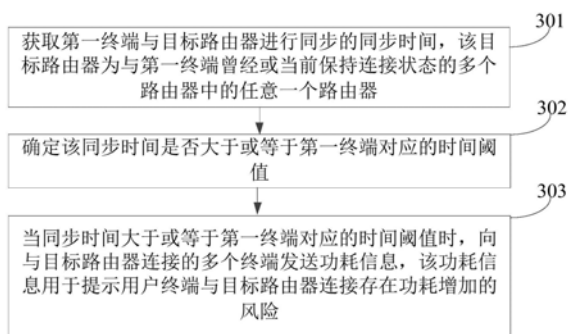 301
获取第一终端与目标路由器进行同步的同步时间，该目
标路由器为与第一终端曾经或当前保持连接状态的多个
路由器中的任意一个路由器
302
确定该同步时间是否大于或等于第一终端对应的时间阈
值
303
当同步时间大于或等于第一终端对应的时间阈值时，向
与目标路由器连接的多个终端发送功耗信息，该功耗信
息用于提示用户终端与目标路由器连接存在功耗增加的
风险